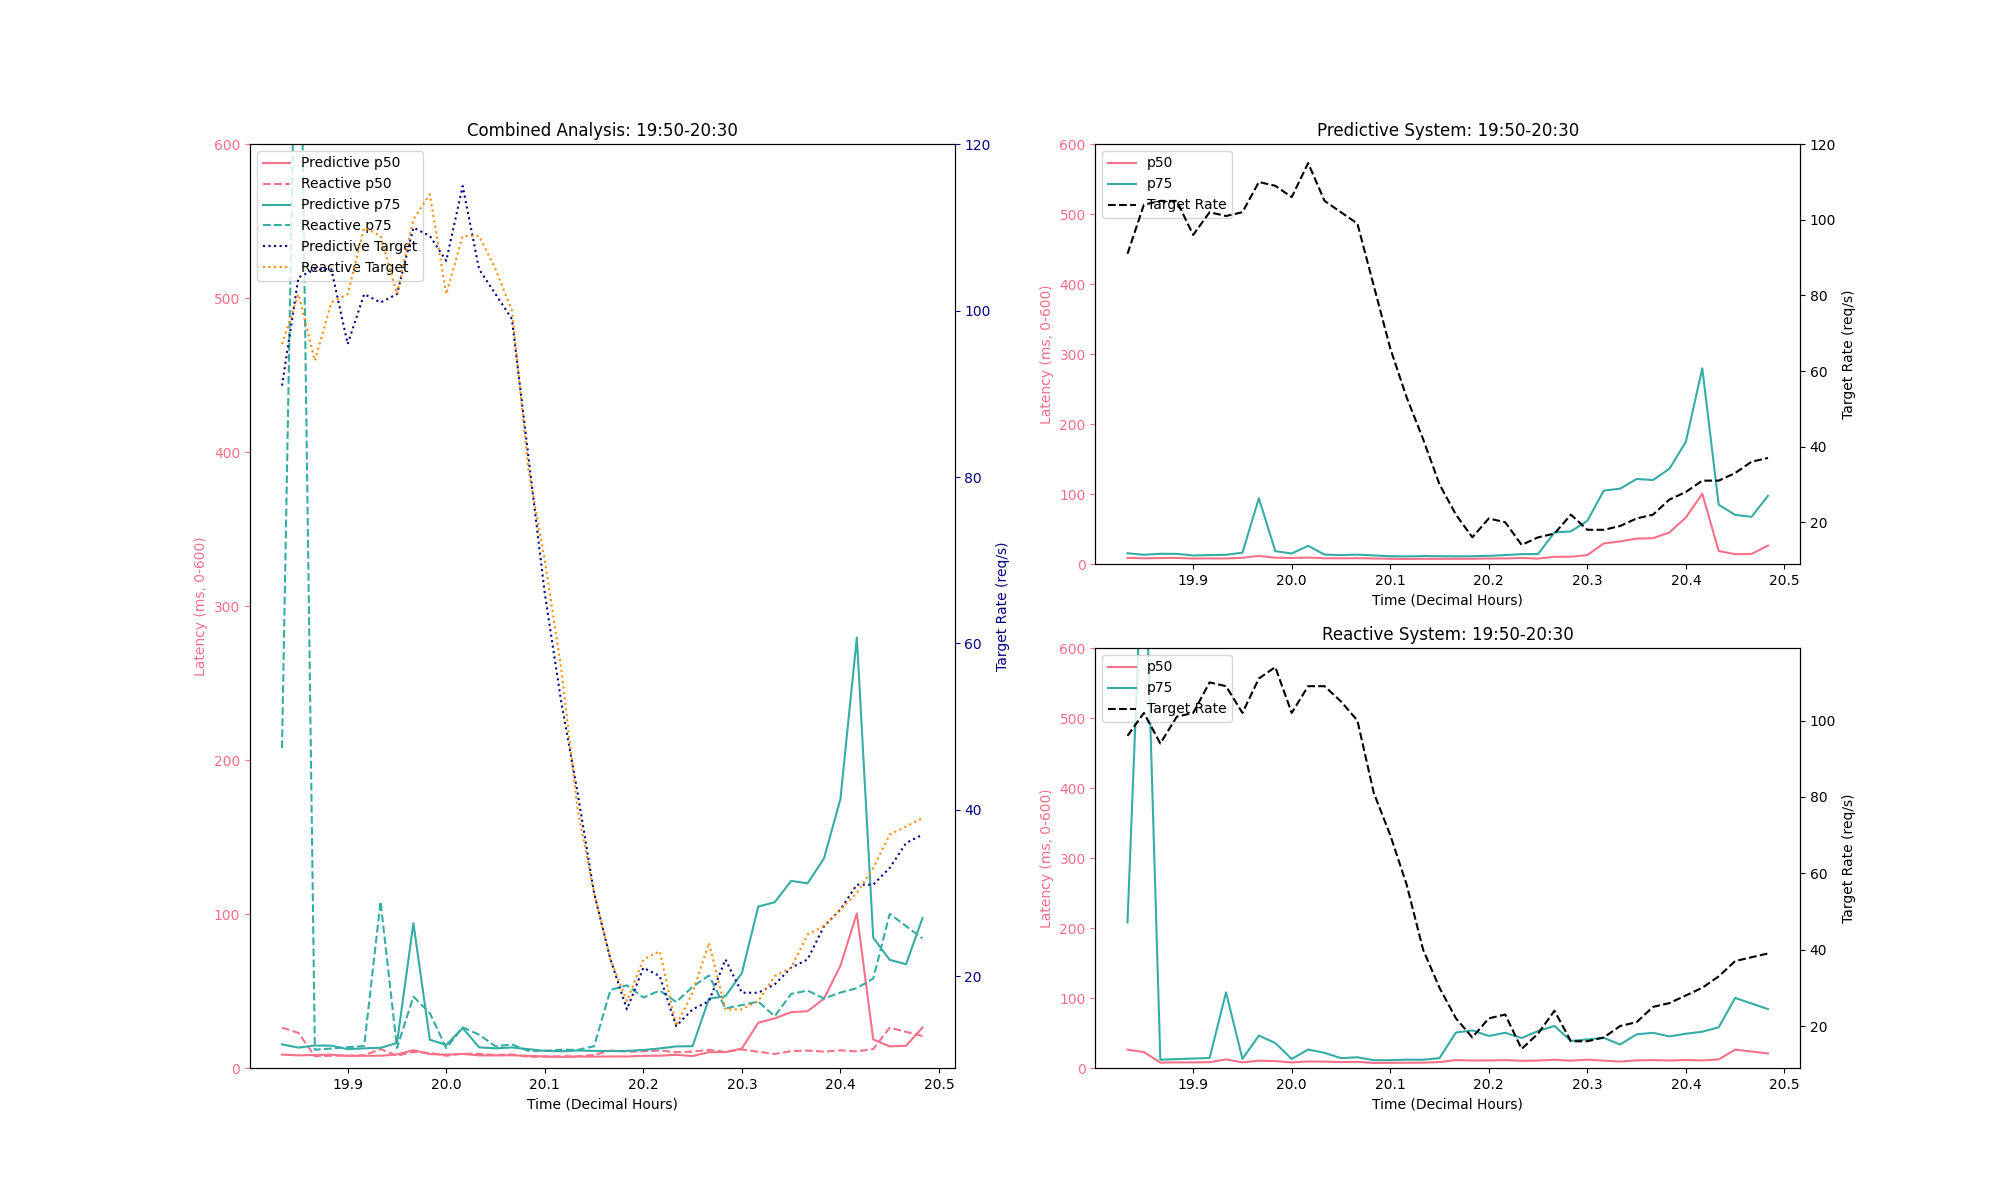 Combined Analysis: 19:50-20:30
600
500
400
300
200
100
0
Latency (ms, 0-600)
Predictive p50
Reactive p50
Predictive p75
Reactive p75
Predictive Target
Reactive Target
120
100
80
60
40
20
Target Rate (req/s)
19.9 20.0 20.1 20.2 20.3 20.4 20.5
Time (Decimal Hours)
Predictive System: 19:50-20:30
600
500
400
300
200
100
0
Latency (ms, 0-600)
p50
p75
Target Rate
120
100
80
60
40
20
Target Rate (req/s)
19.9 20.0 20.1 20.2 20.3 20.4 20.5
Time (Decimal Hours)
Reactive System: 19:50-20:30
600
500
400
300
200
100
0
Latency (ms, 0-600)
p50
p75
Target Rate
100
80
60
40
20
Target Rate (req/s)
19.9 20.0 20.1 20.2 20.3 20.4 20.5
Time (Decimal Hours)